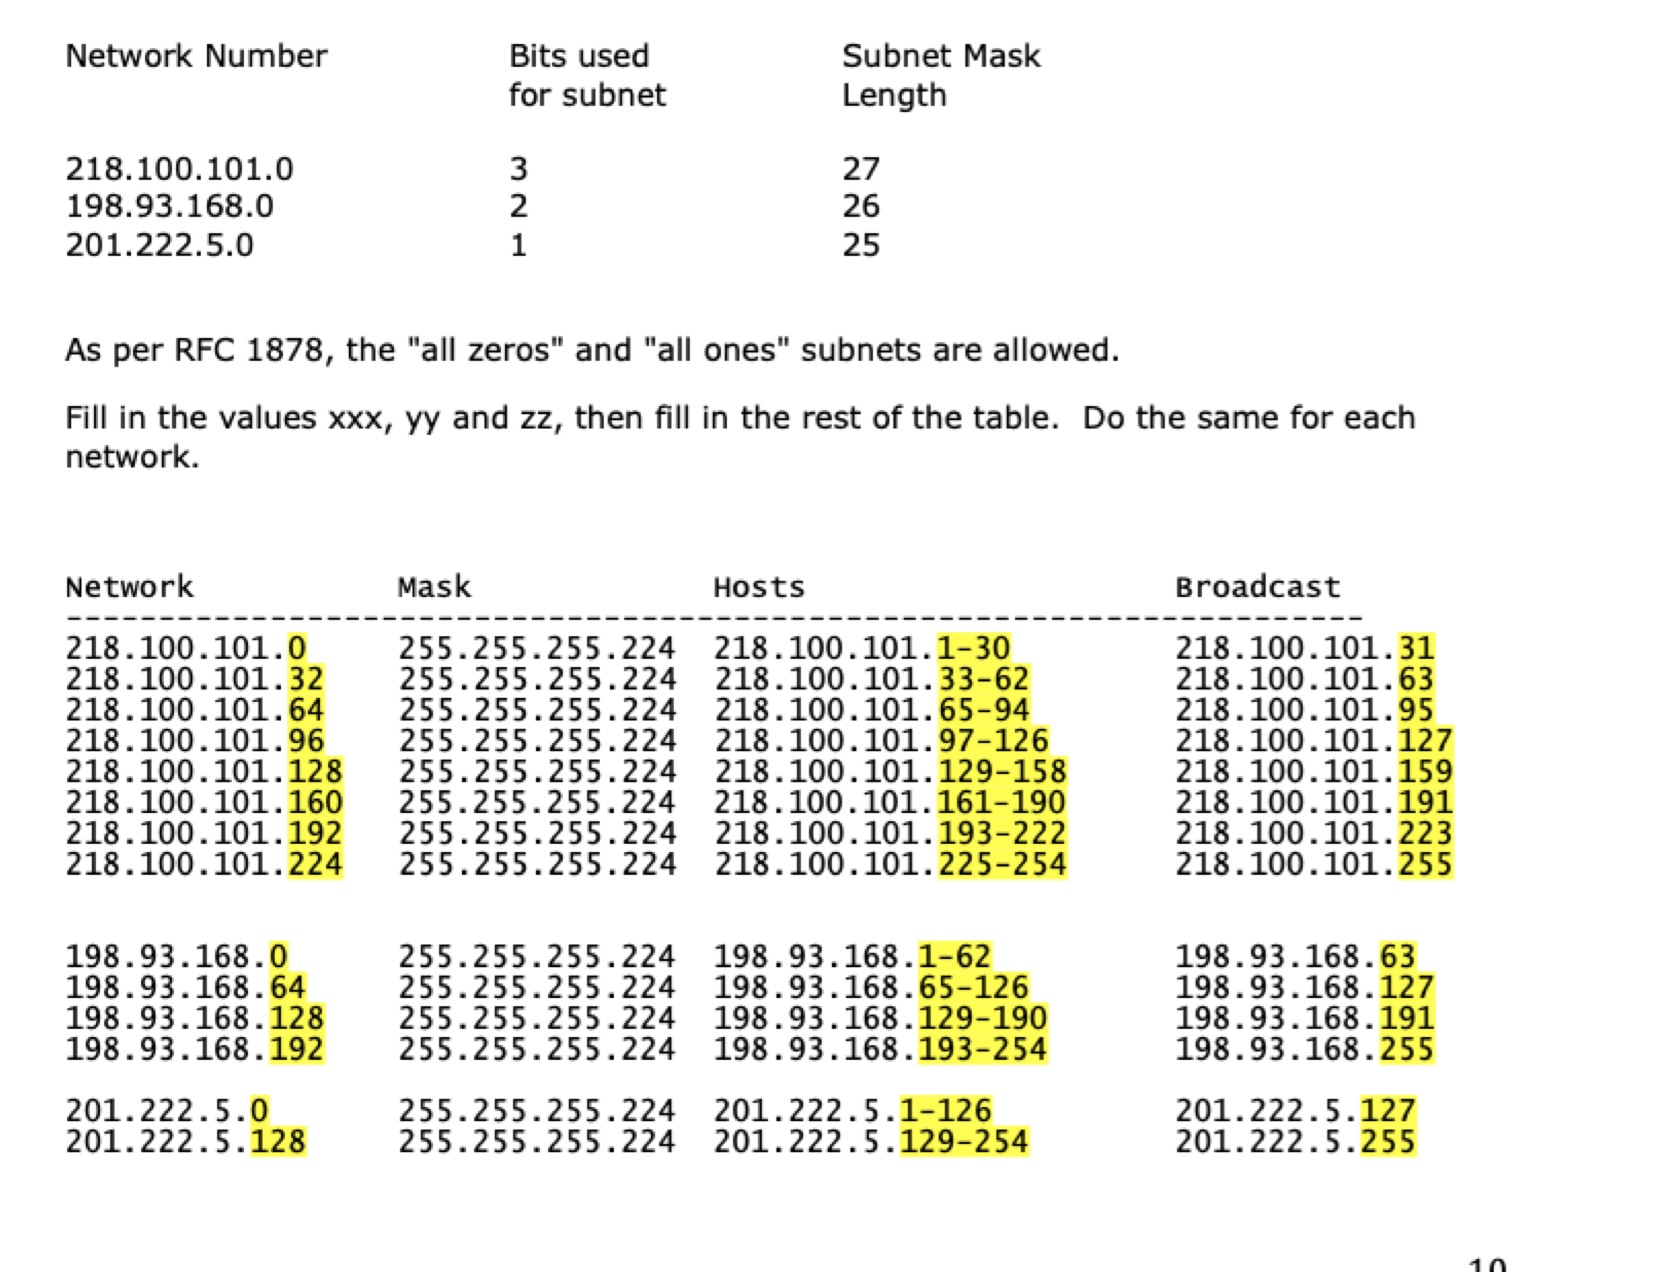 Network Number Bits used Subnet Mask
for subnet Length
218.100.101.0 3 27
198.93.168.0 2 26
201.222.5.0 1 25
As per RFC 1878, the "all zeros" and "all ones" subnets are allowed.
Fill in the values xxx, yy and zz, then fill in the rest of the table. Do the same for each
network.
Network Mask Hosts Broadcast
----------------------------------------------------------------------
218.100.101.0 255.255.255.224 218.100.101.1-30 218.100.101.31
218.100.101.32 255.255.255.224 218.100.101.33-62 218.100.101.63
218.100.101.64 255.255.255.224 218.100.101.65-94 218.100.101.95
218.100.101.96 255.255.255.224 218.100.101.97-126 218.100.101.127
218.100.101.128 255.255.255.224 218.100.101.129-158 218.100.101.159
218.100.101.160 255.255.255.224 218.100.101.161-190 218.100.101.191
218.100.101.192 255.255.255.224 218.100.101.193-222 218.100.101.223
218.100.101.224 255.255.255.224 218.100.101.225-254 218.100.101.255
198.93.168.0 255.255.255.224 198.93.168.1-62 198.93.168.63
198.93.168.64 255.255.255.224 198.93.168.65-126 198.93.168.127
198.93.168.128 255.255.255.224 198.93.168.129-190 198.93.168.191
198.93.168.192 255.255.255.224 198.93.168.193-254 198.93.168.255
201.222.5.0 255.255.255.224 201.222.5.1-126 201.222.5.127
201.222.5.128 255.255.255.224 201.222.5.129-254 201.222.5.255